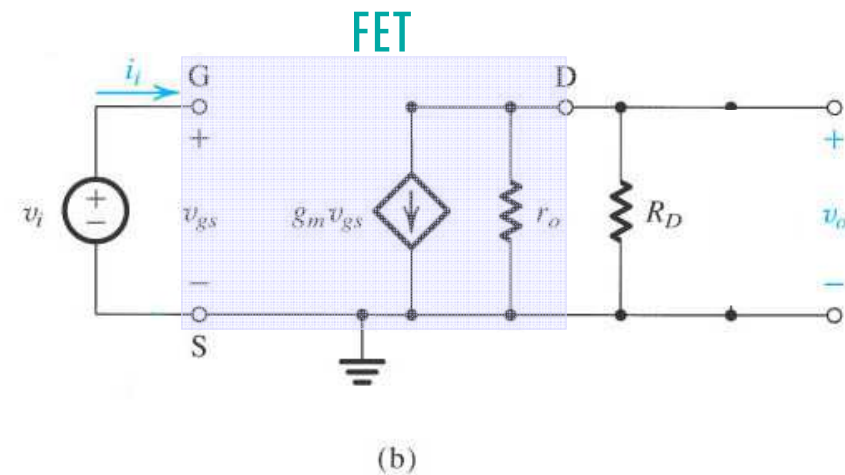 FET
i_i
G
D
+
+
+
−
v_i
v_gs
g_m v_gs
r_o
R_D
v_o
−
−
S
(b)